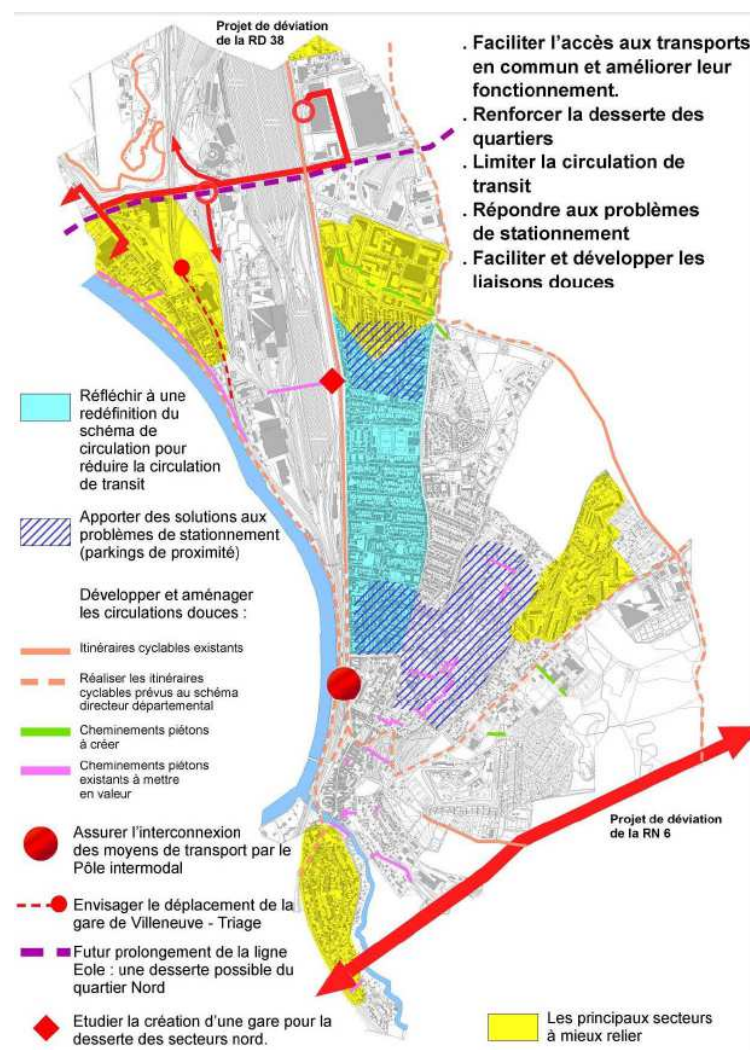 Projet de déviation
de la RD 38
. Faciliter l'accès aux transports
en commun et améliorer leur
fonctionnement.
. Renforcer la desserte des
quartiers
. Limiter la circulation de
transit
. Répondre aux problèmes
de stationnement
. Faciliter et développer les
liaisons douces
Réfléchir à une
redéfinition du
schéma de
circulation pour
réduire la circulation
de transit
Apporter des solutions aux
problèmes de stationnement
(parkings de proximité)
Développer et aménager
les circulations douces :
Itinéraires cyclables existants
Réaliser les itinéraires
cyclables prévus au schéma
directeur départemental
Cheminements piétons
à créer
Cheminements piétons
existants à mettre
en valeur
Assurer l'interconnexion
des moyens de transport par le
Pôle intermodal
Envisager le déplacement de la
gare de Villeneuve - Triage
Futur prolongement de la ligne
Eole : une desserte possible du
quartier Nord
Etudier la création d'une gare pour la
desserte des secteurs nord.
Projet de déviation
de la RN 6
Les principaux secteurs
à mieux relier